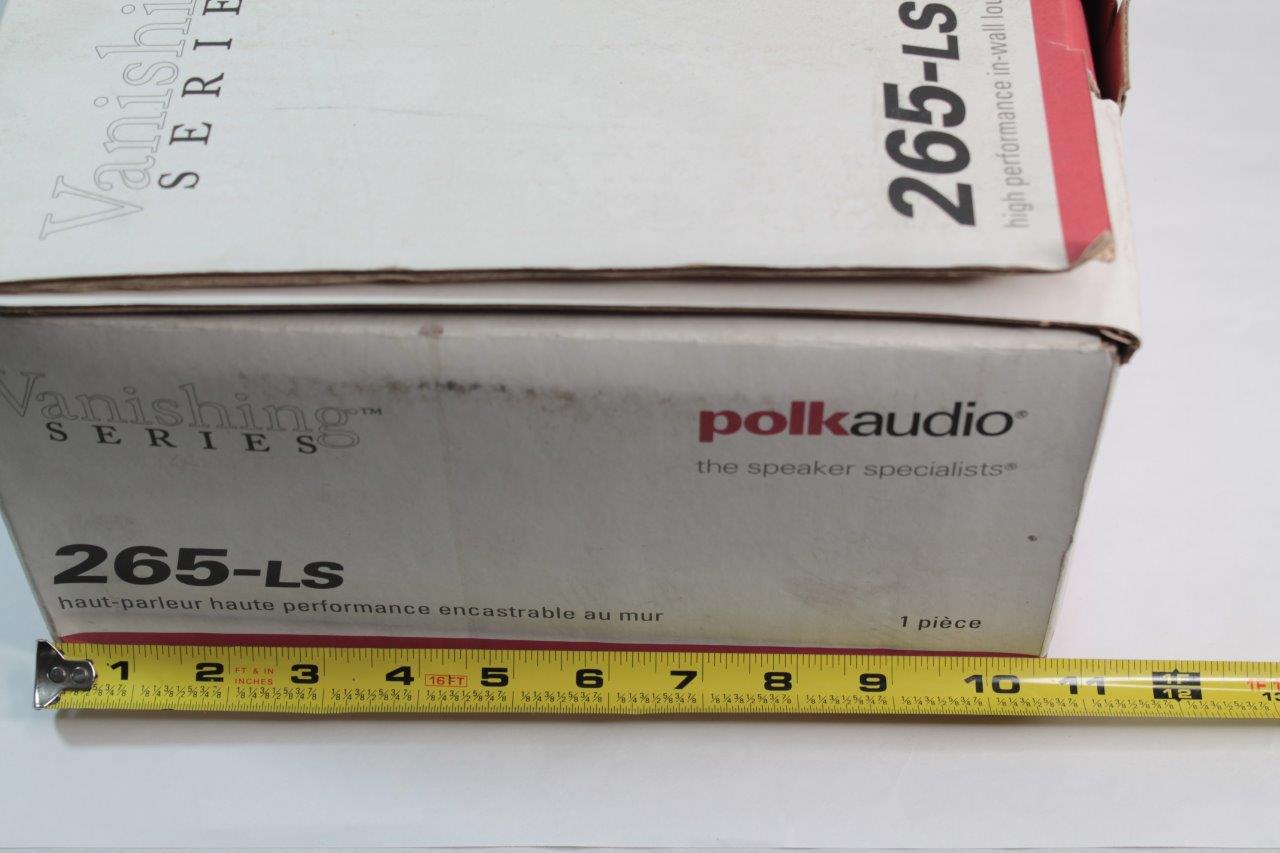 Vanishi
SERIE
265-LS
high performance in-wall lou
Vanishing™
SERIES
polkaudio®
the speaker specialists®
265-LS
haut-parleur haute performance encastrable au mur
1 pièce
1 2 FT & IN INCHES 3 4 16 FT 5 6 7 8 9 10 11 12